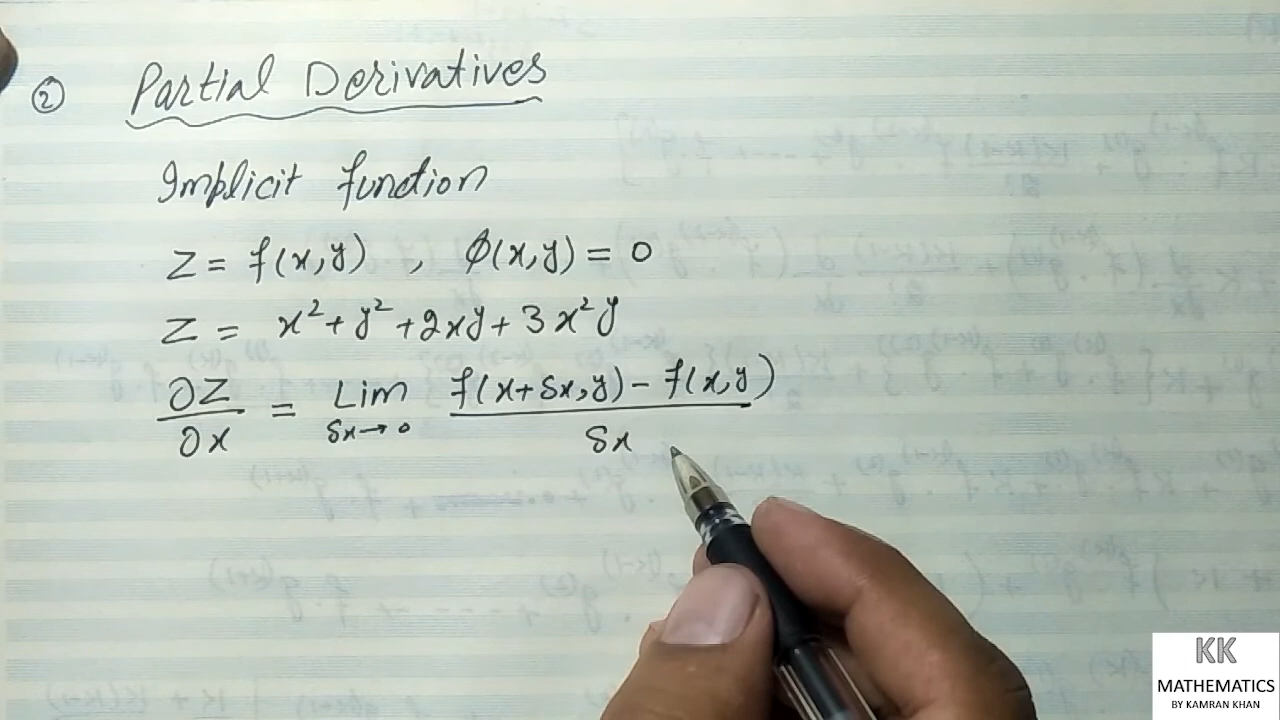 ② Partial Derivatives
Implicit function
Z = f(x,y) , ϕ(x,y) = 0
Z = x² + y² + 2xy + 3x²y
∂Z/∂x = Lim δx→0 f(x+δx,y) - f(x,y) / δx
KK
MATHEMATICS
BY KAMRAN KHAN